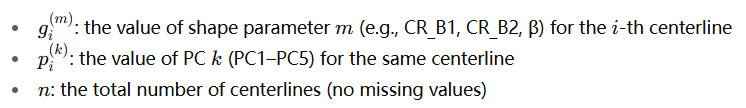 • $g_i^{(m)}$: the value of shape parameter $m$ (e.g., CR_B1, CR_B2, β) for the $i$-th centerline
• $p_i^{(k)}$: the value of PC $k$ (PC1–PC5) for the same centerline
• $n$: the total number of centerlines (no missing values)